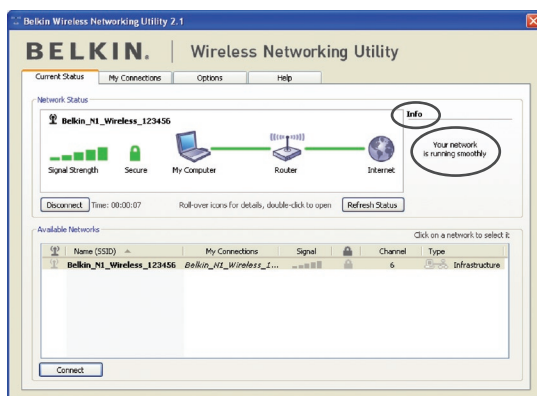 Belkin Wireless Networking Utility 2.1
BELKIN. | Wireless Networking Utility
Current Status My Connections Options Help
Network Status
Belkin_N1_Wireless_123456
Info
Your network
is running smoothly
Signal Strength Secure My Computer Router Internet
Disconnect Time: 00:00:07 Roll-over icons for details, double-click to open Refresh Status
Available Networks
Click on a network to select it
Name (SSID) My Connections Signal Channel Type
Belkin_N1_Wireless_123456 Belkin_N1_Wireless_1... 6 Infrastructure
Connect